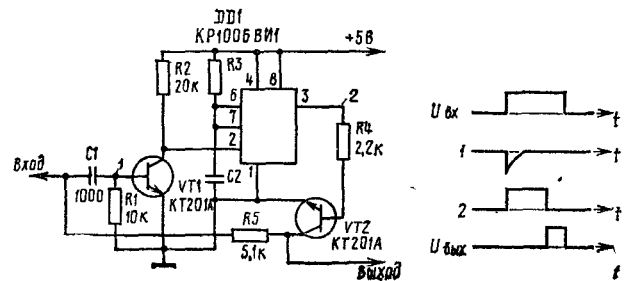 DD1
КР1006ВИ1
+5В
R2
20к
R3
4
8
6
7
2
3
2
1
R4
2,2к
Вход
C1
1
1000
R1
10к
VT1
КТ201А
C2
R5
5,1к
VT2
КТ201А
Выход
U вх
t
1
t
2
t
U вых
t